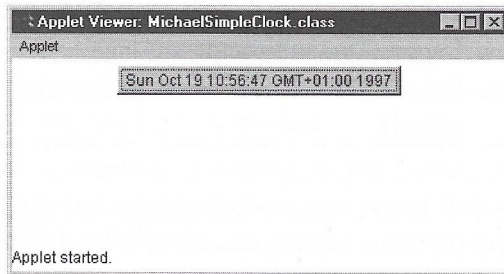 Applet Viewer: MichaelSimpleClock.class
Applet
Sun Oct 19 10:56:47 GMT+01:00 1997
Applet started.